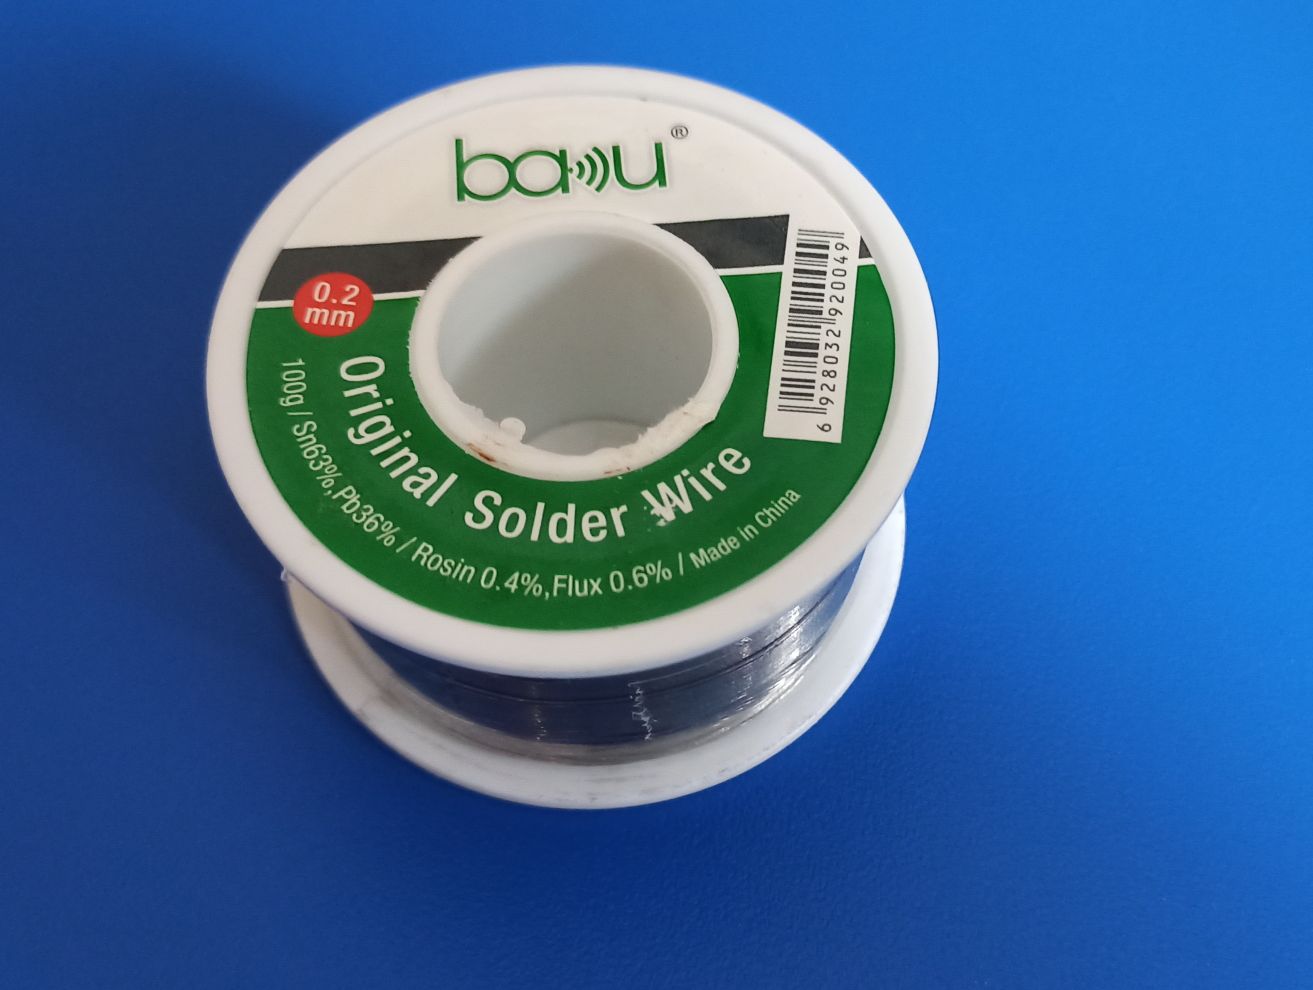 baku®
0.2
mm
Original Solder Wire
100g / Sn63%,Pb36% / Rosin 0.4%,Flux 0.6% / Made in China
6 928032 920049